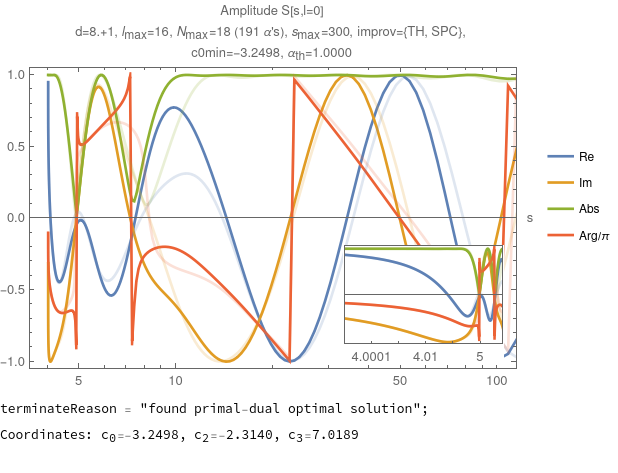 Amplitude S[s,l=0]
d=8.+1, lmax=16, Nmax=18 (191 α's), smax=300, improv={TH, SPC},
c0min=−3.2498, αth=1.0000
1.0
0.5
0.0
−0.5
−1.0
5
10
50
100
s
Re
Im
Abs
Arg/π
4.0001
4.01
5
terminateReason = "found primal-dual optimal solution";
Coordinates: c0=-3.2498, c2=-2.3140, c3=7.0189